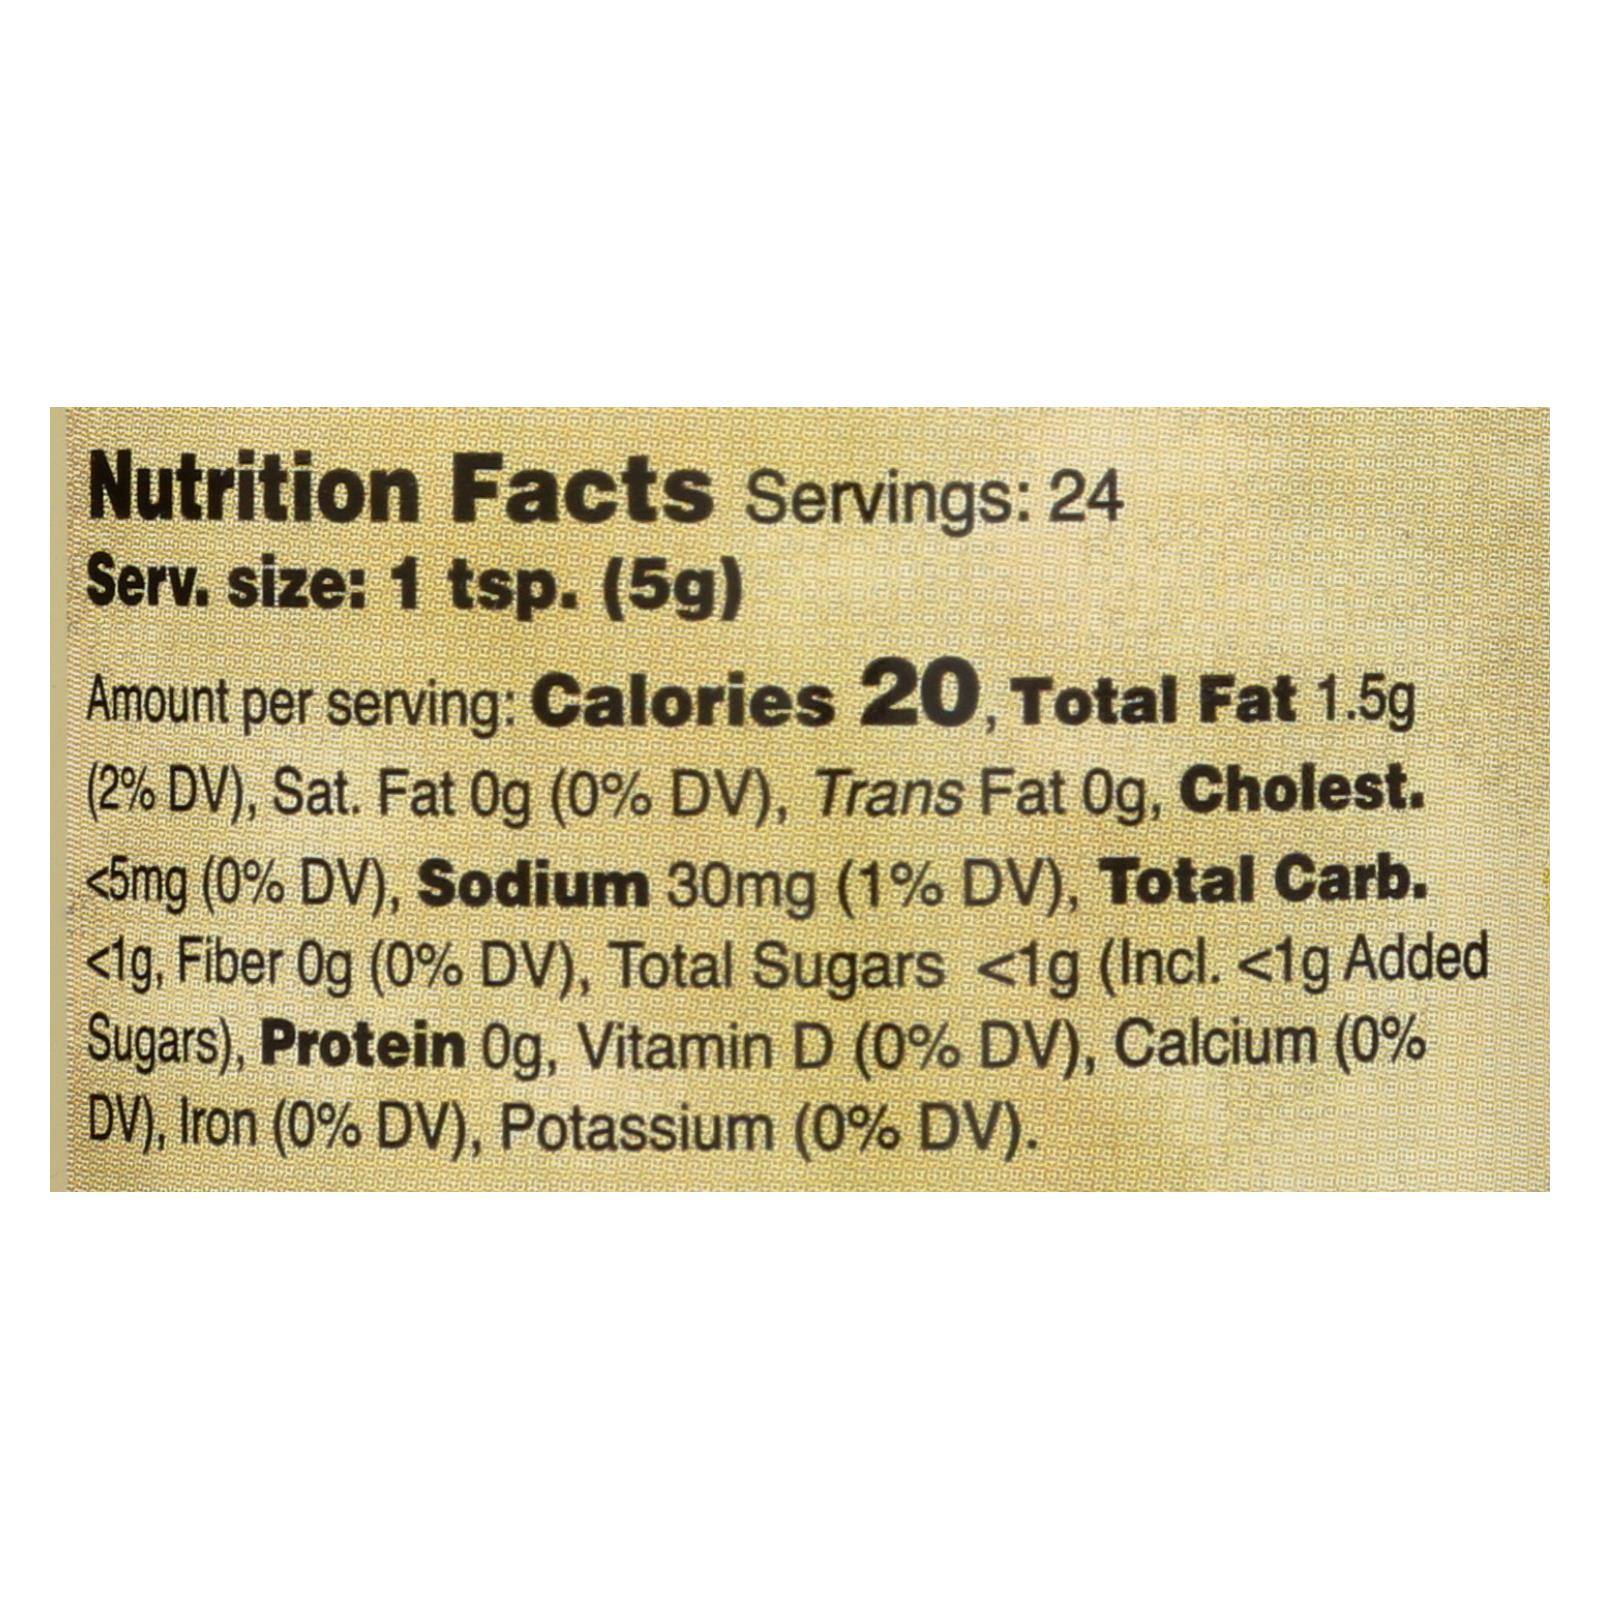 Nutrition Facts Servings: 24
Serv. size: 1 tsp. (5g)
Amount per serving: Calories 20, Total Fat 1.5g
(2% DV), Sat. Fat 0g (0% DV), Trans Fat 0g, Cholest.
<5mg (0% DV), Sodium 30mg (1% DV), Total Carb.
<1g, Fiber 0g (0% DV), Total Sugars <1g (Incl. <1g Added
Sugars), Protein 0g, Vitamin D (0% DV), Calcium (0%
DV), Iron (0% DV), Potassium (0% DV).